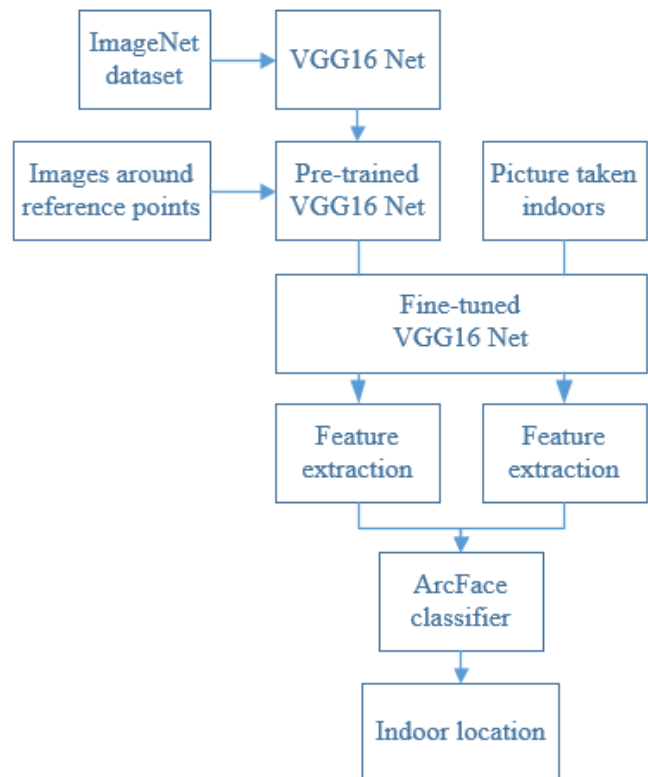 ImageNet
dataset
VGG16 Net
Images around
reference points
Pre-trained
VGG16 Net
Picture taken
indoors
Fine-tuned
VGG16 Net
Feature
extraction
Feature
extraction
ArcFace
classifier
Indoor location